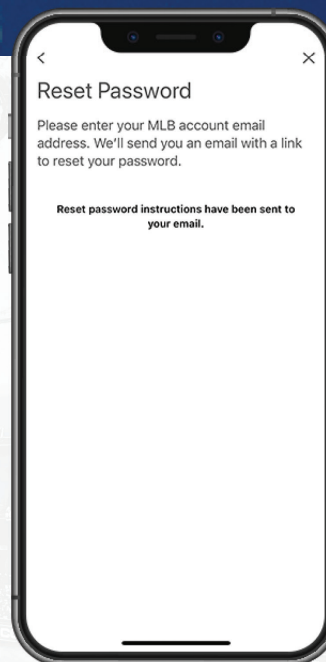 Reset Password
Please enter your MLB account email
address. We'll send you an email with a link
to reset your password.
Reset password instructions have been sent to
your email.